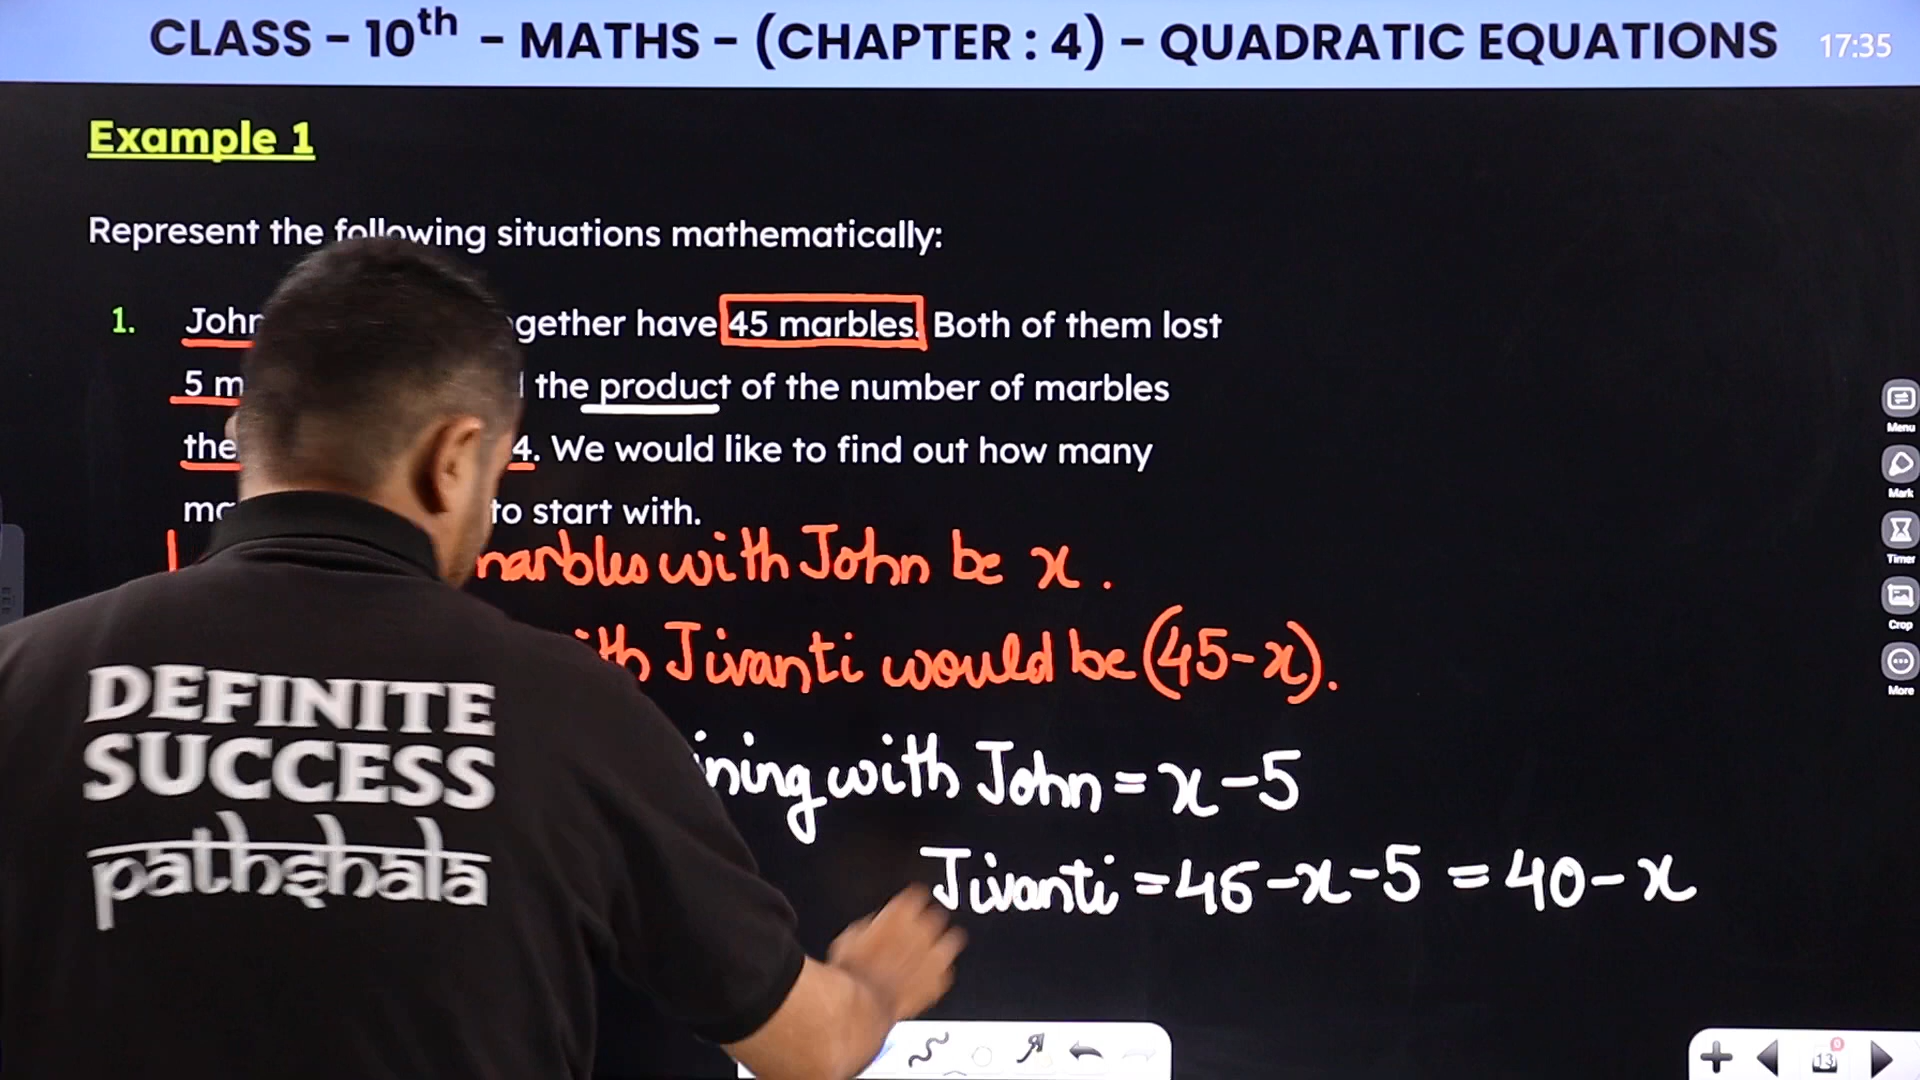 CLASS - 10th - MATHS - (CHAPTER : 4) - QUADRATIC EQUATIONS 17:35
Example 1
Represent the following situations mathematically:
1. John gether have 45 marbles. Both of them lost
5 m the product of the number of marbles
the 4. We would like to find out how many
to start with.
marbles with John be x.
Jivanti would be (45-x).
ining with John = x-5
Jivanti = 45-x-5 = 40-x
DEFINITE
SUCCESS
pathshala
Menu
Mark
Timer
Crop
More
13